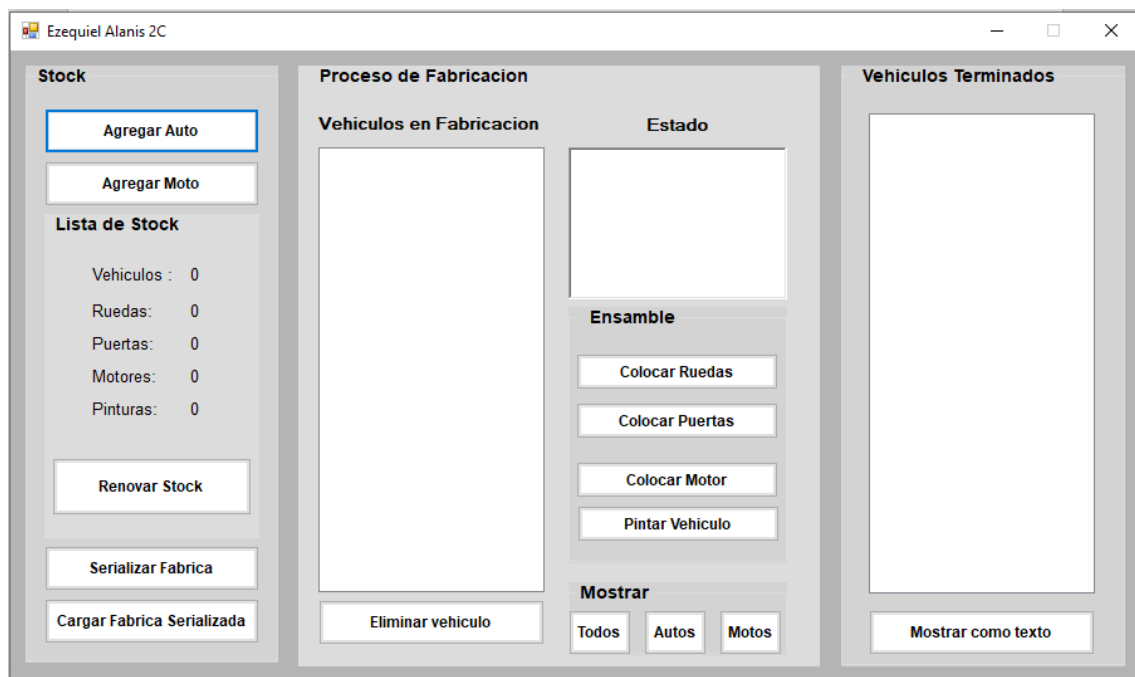 Ezequiel Alanis 2C
Stock
Agregar Auto
Agregar Moto
Lista de Stock
Vehiculos : 0
Ruedas: 0
Puertas: 0
Motores: 0
Pinturas: 0
Renovar Stock
Serializar Fabrica
Cargar Fabrica Serializada
Proceso de Fabricacion
Vehiculos en Fabricacion
Eliminar vehiculo
Estado
Ensamble
Colocar Ruedas
Colocar Puertas
Colocar Motor
Pintar Vehiculo
Mostrar
Todos Autos Motos
Vehiculos Terminados
Mostrar como texto